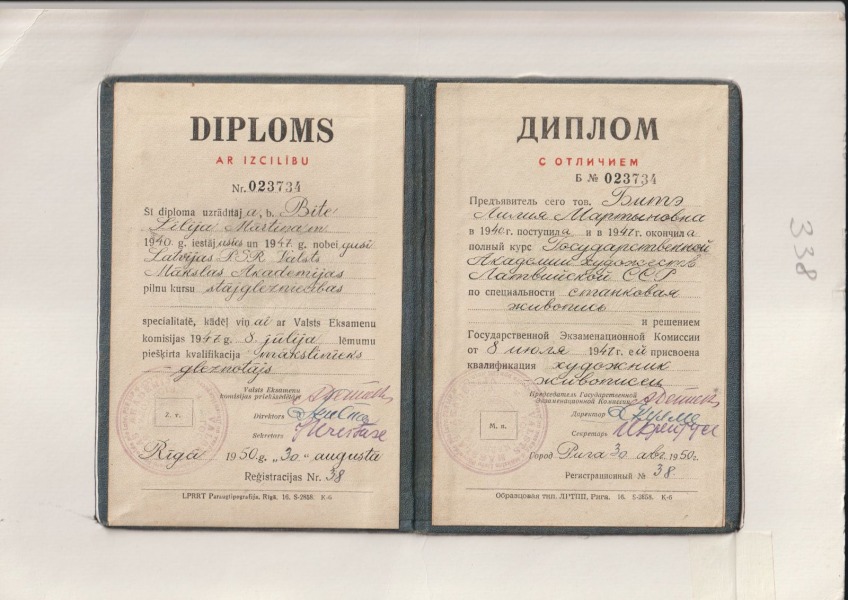 DIPLOMS
AR IZCILĪBU
Nr. 023734
Šī diploma uzrādītāja, b. Bite
Lilija Mārtiņa m.
1940. g. iestājusies un 1947. g. nobeigusi
Latvijas PSR Valsts
Mākslas Akadēmijas
pilnu kursu stājglezniecības
specialitātē, kādēļ viņai ar Valsts Eksamenu
komisijas 1947. g. 8. jūlija lēmumu
piešķirta kvalifikācija mākslinieks
– gleznotājs
Valsts Eksamenu
komisijas priekšsēdētājs
Direktors
Sekretārs
Z. v.
Rīgā 1950. g. „30" augusta
Reģistrācijas Nr. 38
LPRRT Paraugtipografija, Rīgā. 16. S-2858. K-6
ДИПЛОМ
С ОТЛИЧИЕМ
Б № 023734
Предъявитель сего тов. Битэ
Лилия Мартыновна
в 1940 г. поступила и в 1947 г. окончила
полный курс Государственной
Академии художеств
Латвийской ССР
по специальности станковая
живопись
и решением
Государственной Экзаменационной Комиссии
от 8 июля 1947 г. ей присвоена
квалификация художник
живописец
Председатель Государственной
Экзаменационной Комиссии
Директор
Секретарь
М. п.
Город Рига 30 авг. 1950 г.
Регистрационный № 38.
Образцовая тип. ЛРТПП, Рига. 16. S-2858. K-6
338